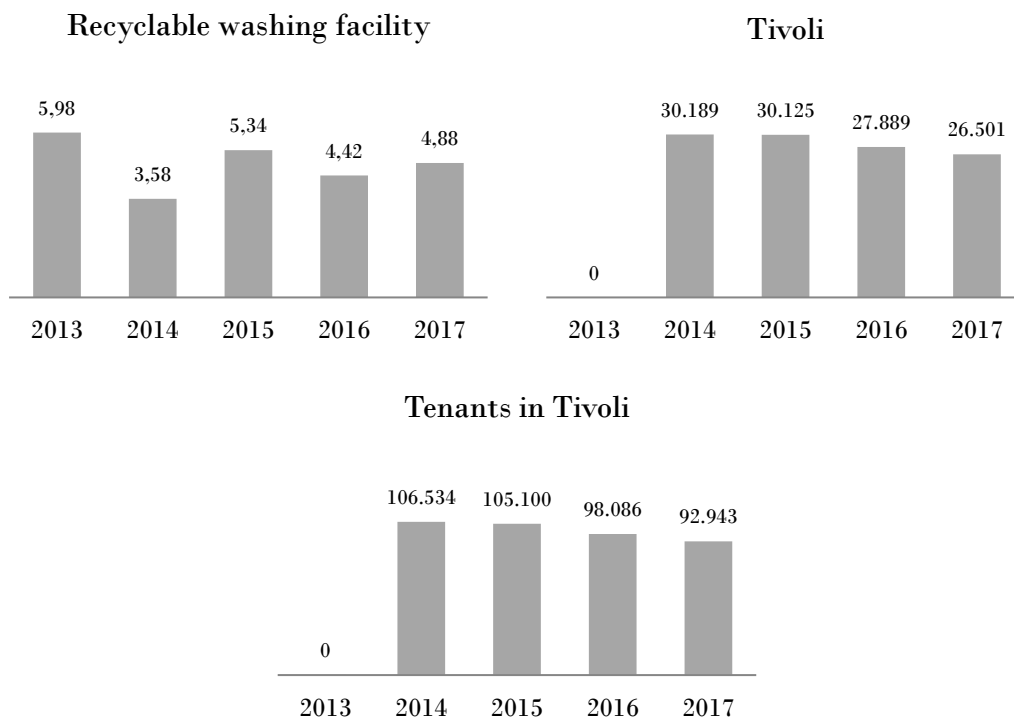 Recyclable washing facility
5,98
3,58
5,34
4,42
4,88
2013 2014 2015 2016 2017
Tivoli
0
30.189
30.125
27.889
26.501
2013 2014 2015 2016 2017
Tenants in Tivoli
0
106.534
105.100
98.086
92.943
2013 2014 2015 2016 2017